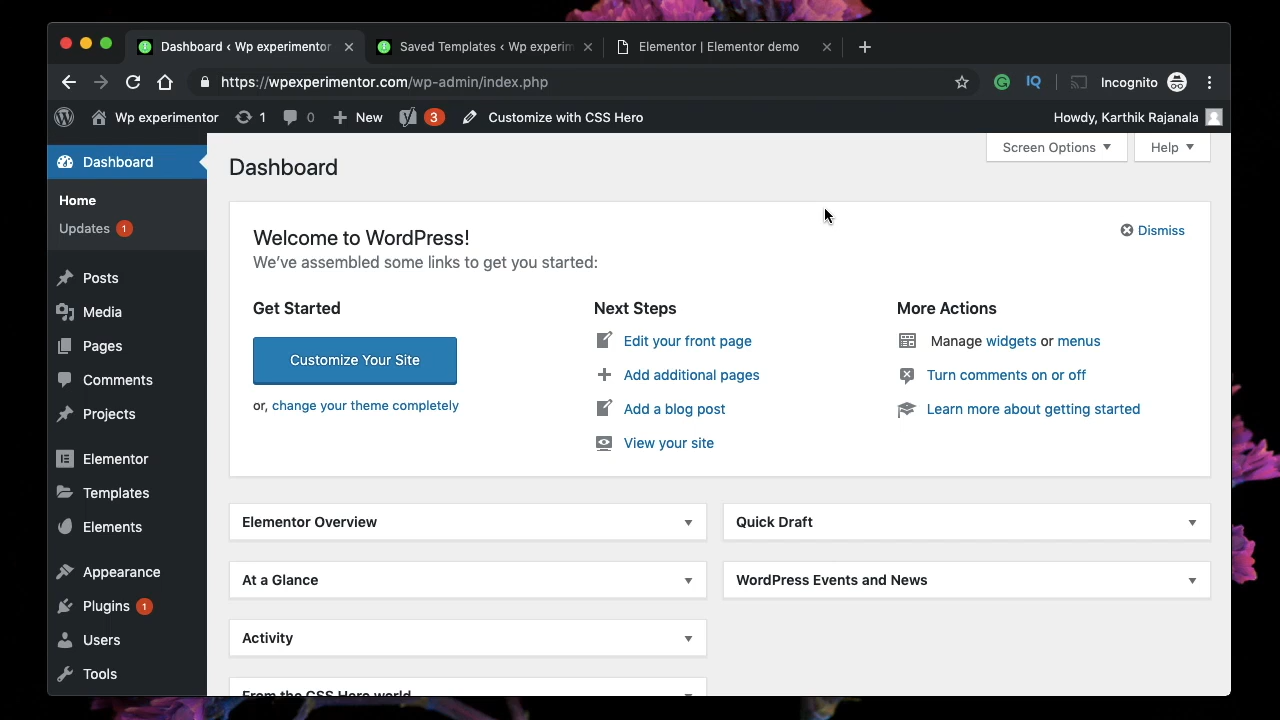 Dashboard ‹ Wp experimentor
Saved Templates ‹ Wp experim
Elementor | Elementor demo
https://wpexperimentor.com/wp-admin/index.php
IQ
Incognito
Wp experimentor
1
0
New
3
Customize with CSS Hero
Howdy, Karthik Rajanala
Dashboard
Home
Updates 1
Posts
Media
Pages
Comments
Projects
Elementor
Templates
Elements
Appearance
Plugins 1
Users
Tools
Screen Options
Help
Dashboard
Welcome to WordPress!
We've assembled some links to get you started:
Dismiss
Get Started
Customize Your Site
or, change your theme completely
Next Steps
Edit your front page
Add additional pages
Add a blog post
View your site
More Actions
Manage widgets or menus
Turn comments on or off
Learn more about getting started
Elementor Overview
Quick Draft
At a Glance
WordPress Events and News
Activity
From the CSS Hero world